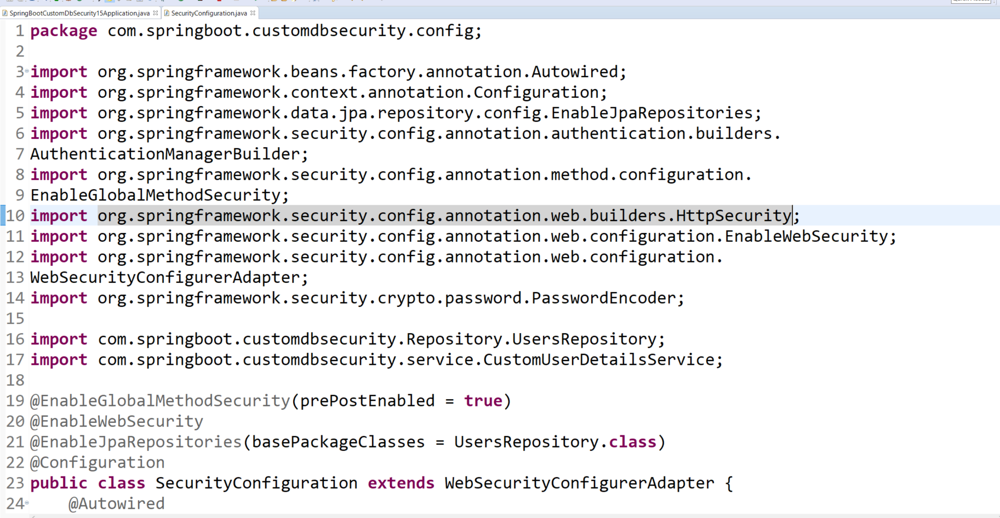 SpringBootCustomDbSecurity15Application.java
SecurityConfiguration.java
1 package com.springboot.customdbsecurity.config;
2
3 import org.springframework.beans.factory.annotation.Autowired;
4 import org.springframework.context.annotation.Configuration;
5 import org.springframework.data.jpa.repository.config.EnableJpaRepositories;
6 import org.springframework.security.config.annotation.authentication.builders.
7 AuthenticationManagerBuilder;
8 import org.springframework.security.config.annotation.method.configuration.
9 EnableGlobalMethodSecurity;
10 import org.springframework.security.config.annotation.web.builders.HttpSecurity;
11 import org.springframework.security.config.annotation.web.configuration.EnableWebSecurity;
12 import org.springframework.security.config.annotation.web.configuration.
13 WebSecurityConfigurerAdapter;
14 import org.springframework.security.crypto.password.PasswordEncoder;
15
16 import com.springboot.customdbsecurity.Repository.UsersRepository;
17 import com.springboot.customdbsecurity.service.CustomUserDetailsService;
18
19 @EnableGlobalMethodSecurity(prePostEnabled = true)
20 @EnableWebSecurity
21 @EnableJpaRepositories(basePackageClasses = UsersRepository.class)
22 @Configuration
23 public class SecurityConfiguration extends WebSecurityConfigurerAdapter {
24 @Autowired